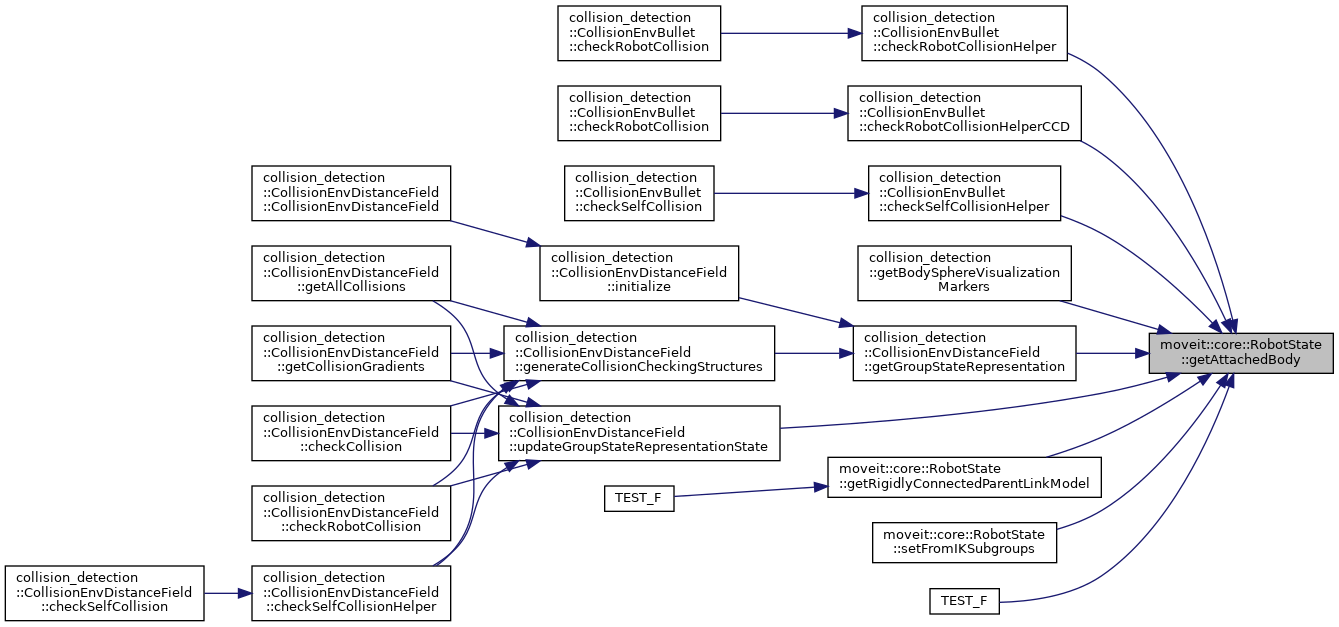 collision_detection
::CollisionEnvBullet
::checkRobotCollision
collision_detection
::CollisionEnvBullet
::checkRobotCollisionHelper
collision_detection
::CollisionEnvBullet
::checkRobotCollision
collision_detection
::CollisionEnvBullet
::checkRobotCollisionHelperCCD
collision_detection
::CollisionEnvDistanceField
::CollisionEnvDistanceField
collision_detection
::CollisionEnvBullet
::checkSelfCollision
collision_detection
::CollisionEnvBullet
::checkSelfCollisionHelper
collision_detection
::CollisionEnvDistanceField
::getAllCollisions
collision_detection
::CollisionEnvDistanceField
::initialize
collision_detection
::getBodySphereVisualization
Markers
collision_detection
::CollisionEnvDistanceField
::getCollisionGradients
collision_detection
::CollisionEnvDistanceField
::generateCollisionCheckingStructures
collision_detection
::CollisionEnvDistanceField
::getGroupStateRepresentation
moveit::core::RobotState
::getAttachedBody
collision_detection
::CollisionEnvDistanceField
::checkCollision
collision_detection
::CollisionEnvDistanceField
::updateGroupStateRepresentationState
moveit::core::RobotState
::getRigidlyConnectedParentLinkModel
collision_detection
::CollisionEnvDistanceField
::checkRobotCollision
TEST_F
moveit::core::RobotState
::setFromIKSubgroups
collision_detection
::CollisionEnvDistanceField
::checkSelfCollision
collision_detection
::CollisionEnvDistanceField
::checkSelfCollisionHelper
TEST_F